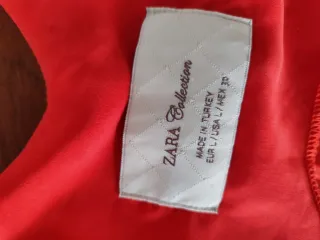 ZARA Collection
MADE IN TURKEY
EUR L / USA L / MEX 30